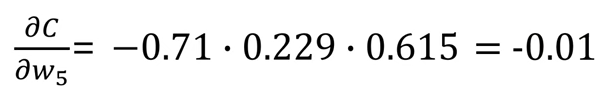 ∂C/∂w₅ = −0.71 · 0.229 · 0.615 = -0.01